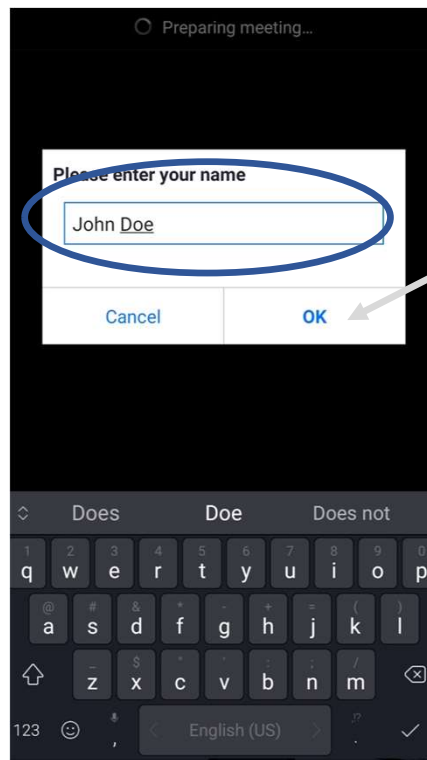 Preparing meeting...
Please enter your name
John Doe
Cancel OK
Does Doe Does not
1 2 3 4 5 6 7 8 9 0
q w e r t y u i o p
@ # & * - + = ( )
a s d f g h j k l
_ $ " ' : ; /
z x c v b n m
123 , English (US) ,!? .